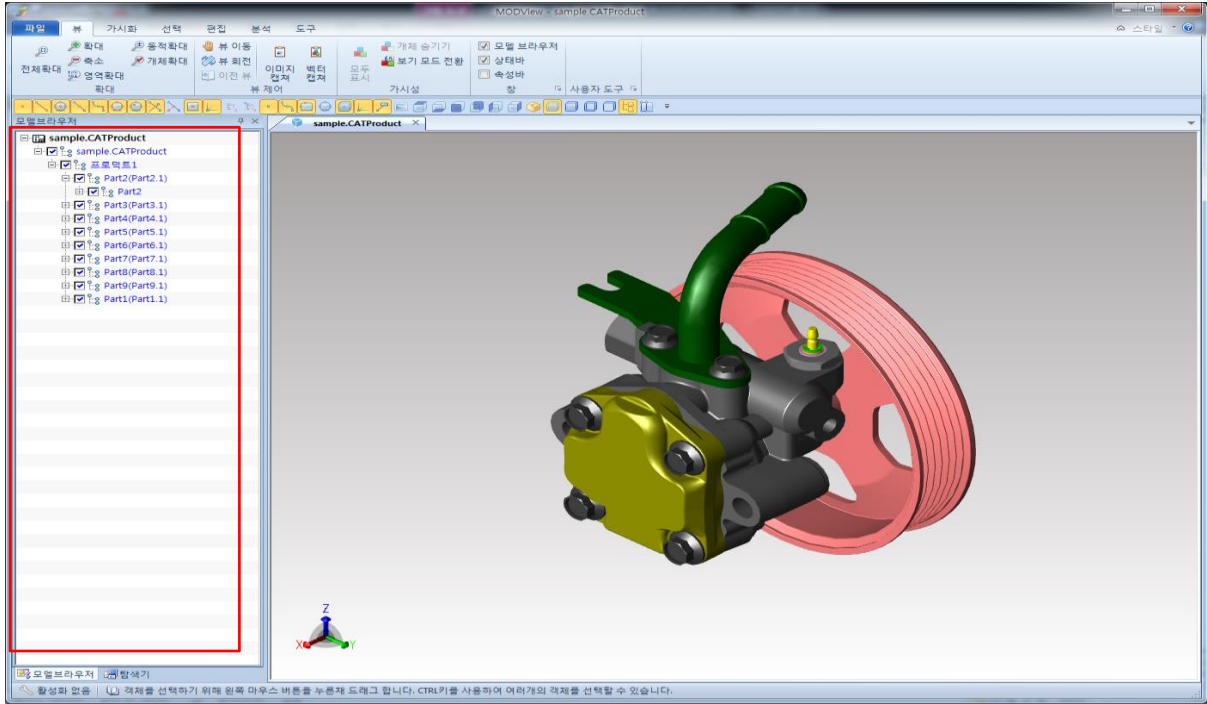 MODView - sample.CATProduct
파일 뷰 가시화 선택 편집 분석 도구
스타일
전체확대
확대
축소
영역확대
동적확대
개체확대
확대
뷰 이동
뷰 회전
이전 뷰
이미지 캡쳐
벡터 캡쳐
뷰 제어
모두 표시
개체 숨기기
보기 모드 전환
가시성
모델 브라우저
상태바
속성바
창
사용자 도구
모델브라우저
sample.CATProduct
sample.CATProduct
sample.CATProduct
프로덕트1
Part2(Part2.1)
Part2
Part3(Part3.1)
Part4(Part4.1)
Part5(Part5.1)
Part6(Part6.1)
Part7(Part7.1)
Part8(Part8.1)
Part9(Part9.1)
Part1(Part1.1)
Z
X
Y
모델브라우저 탐색기
활성화 없음 객체를 선택하기 위해 왼쪽 마우스 버튼을 누른채 드래그 합니다. CTRL키를 사용하여 여러개의 객체를 선택할 수 있습니다.